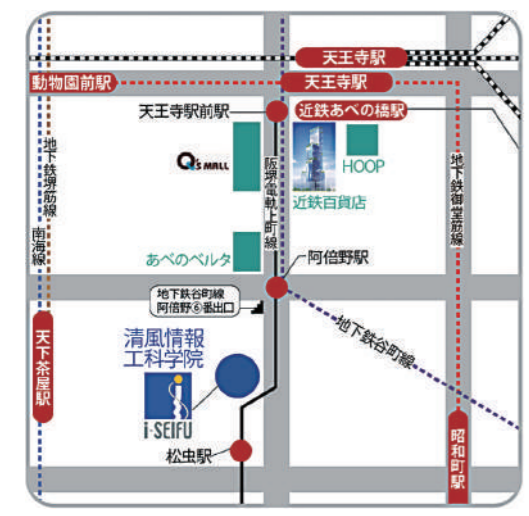 天王寺駅
動物園前駅
天王寺駅
天王寺駅前駅
近鉄あべの橋駅
Q's MALL
HOOP
近鉄百貨店
阪堺電軌上町線
地下鉄御堂筋線
地下鉄堺筋線
南海線
あべのベルタ
阿倍野駅
地下鉄谷町線
阿倍野⑥番出口
地下鉄谷町線
清風情報
工科学院
i-SEIFU
天下茶屋駅
松虫駅
昭和町駅